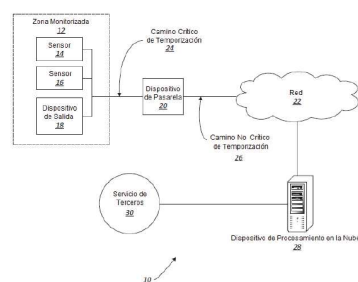 Zona Monitorizada
12
Sensor
14
Sensor
16
Dispositivo
de Salida
18
Camino Crítico
de Temporización
24
Dispositivo
de Pasarela
20
Camino No Crítico
de Temporización
26
Red
22
Servicio de
Terceros
30
Dispositivo de Procesamiento en la Nube
28
10